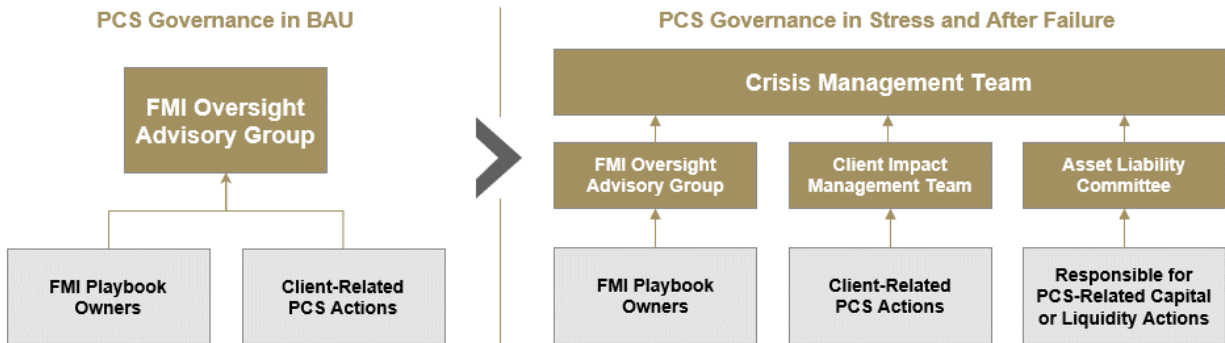 PCS Governance in BAU
FMI Oversight
Advisory Group
FMI Playbook
Owners
Client-Related
PCS Actions
PCS Governance in Stress and After Failure
Crisis Management Team
FMI Oversight
Advisory Group
Client Impact
Management Team
Asset Liability
Committee
FMI Playbook
Owners
Client-Related
PCS Actions
Responsible for
PCS-Related Capital
or Liquidity Actions